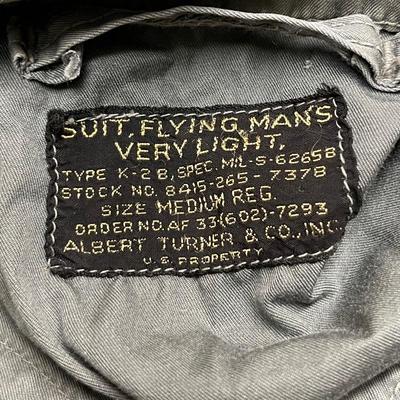 SUIT, FLYING, MAN'S
VERY LIGHT,
TYPE K-2B, SPEC. MIL-S-6265B
STOCK NO. 8415-265-7378
SIZE MEDIUM REG.
ORDER NO. AF 33-(602)-7293
ALBERT TURNER & CO., INC.
U.S. PROPERTY